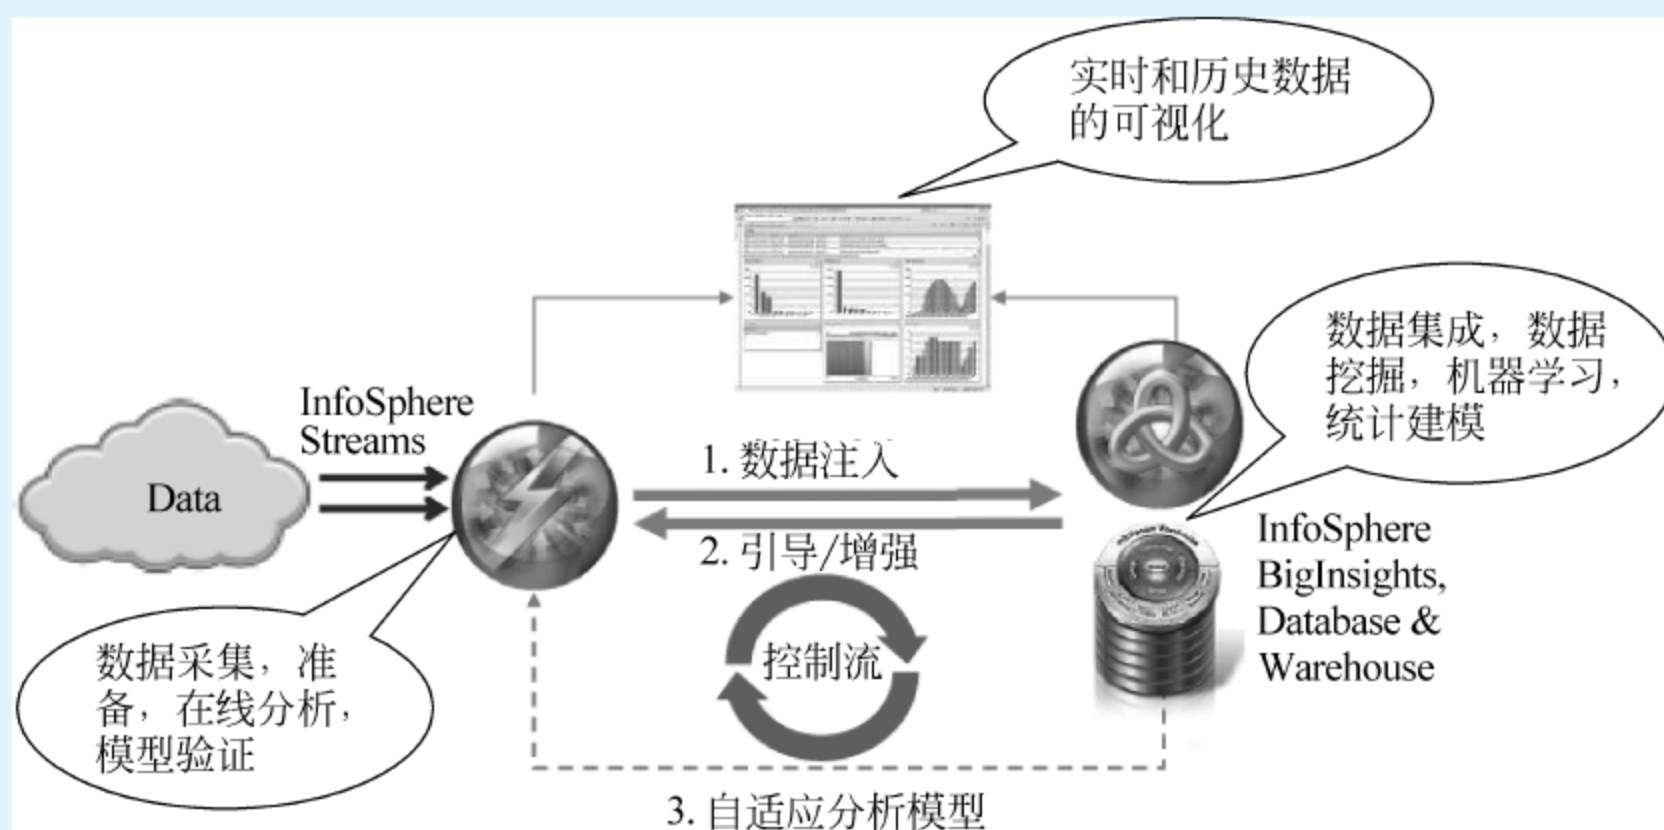 实时和历史数据
的可视化
数据集成，数据
挖掘，机器学习，
统计建模
InfoSphere
Streams
Data
1. 数据注入
2. 引导/增强
控制流
InfoSphere
BigInsights,
Database &
Warehouse
数据采集，准
备，在线分析，
模型验证
3. 自适应分析模型